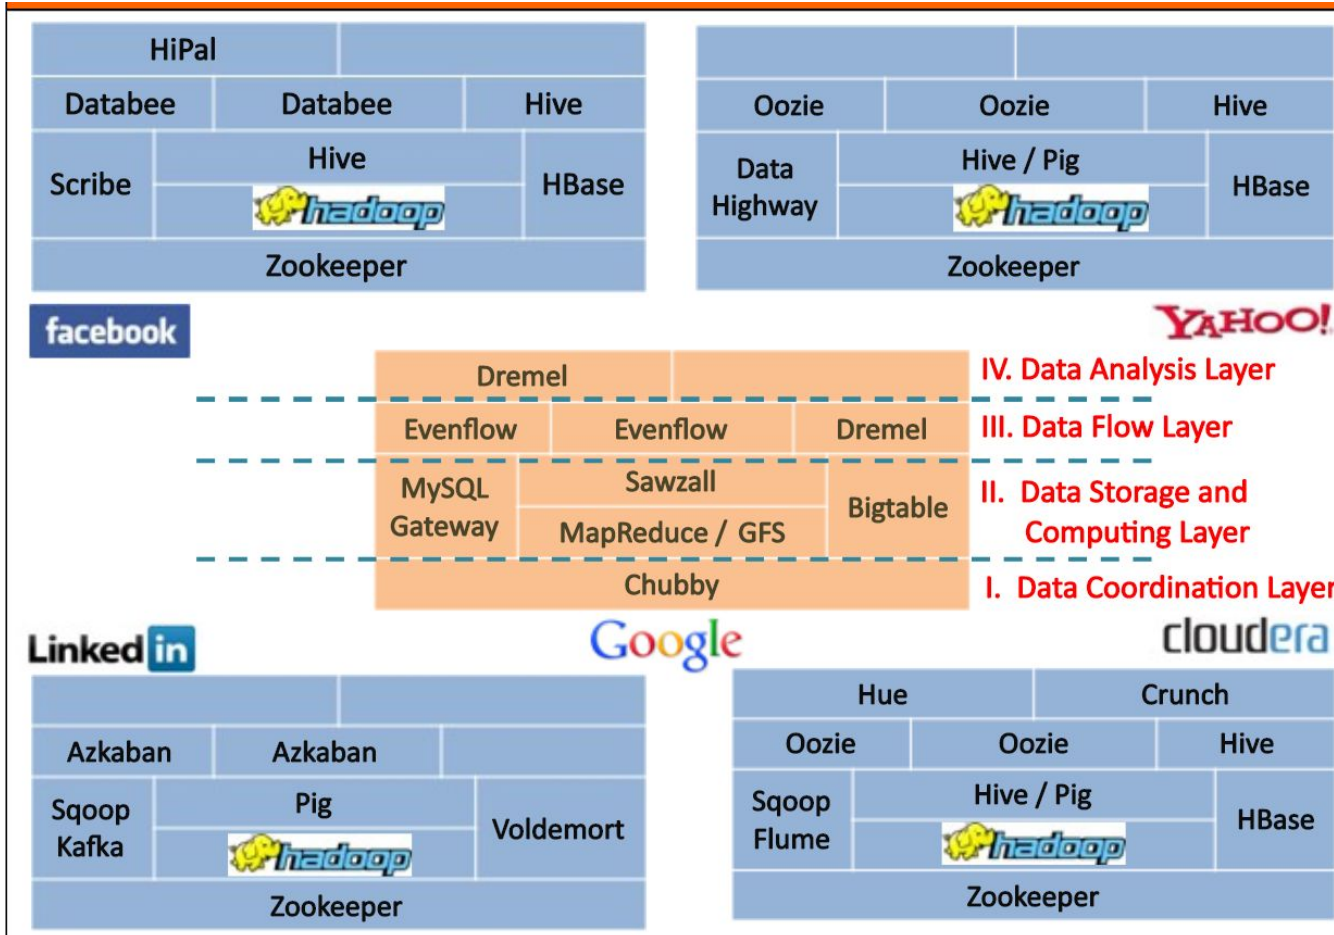 HiPal
Databee Databee Hive
Scribe
Hive
hadoop
HBase
Zookeeper
facebook
Oozie Oozie Hive
Data
Highway
Hive / Pig
hadoop
HBase
Zookeeper
YAHOO!
Dremel
Evenflow Evenflow Dremel
MySQL
Gateway
Sawzall
MapReduce / GFS
Bigtable
Chubby
IV. Data Analysis Layer
III. Data Flow Layer
II. Data Storage and
Computing Layer
I. Data Coordination Layer
Linked in
Google
cloudera
Azkaban Azkaban
Sqoop
Kafka
Pig
hadoop
Voldemort
Zookeeper
Hue Crunch
Oozie Oozie Hive
Sqoop
Flume
Hive / Pig
hadoop
HBase
Zookeeper